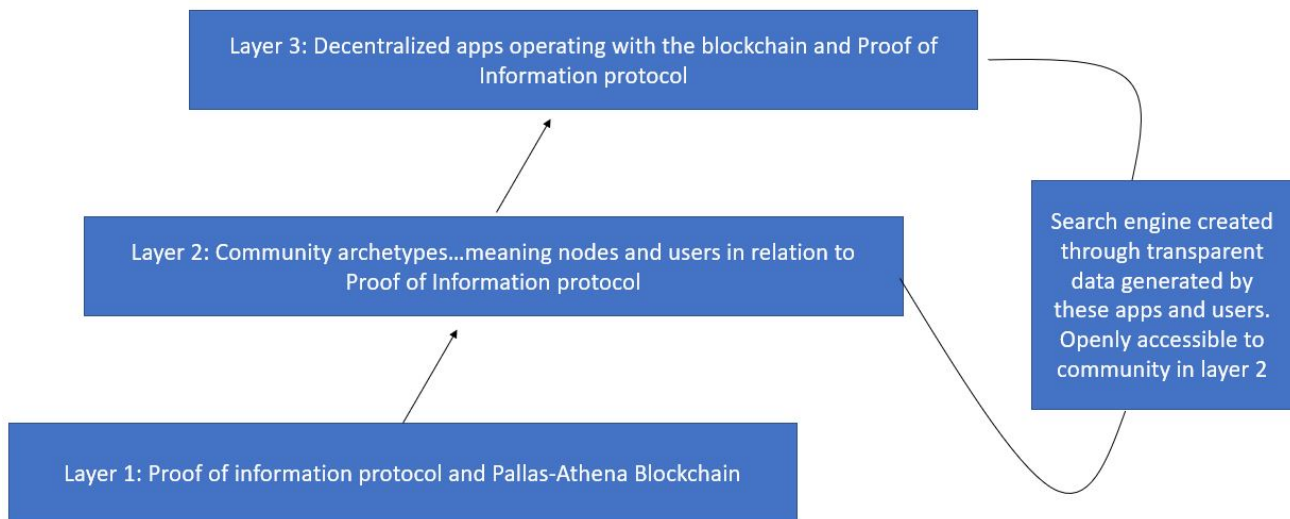 Layer 3: Decentralized apps operating with the blockchain and Proof of
Information protocol
Layer 2: Community archetypes...meaning nodes and users in relation to
Proof of Information protocol
Search engine created
through transparent
data generated by
these apps and users.
Openly accessible to
community in layer 2
Layer 1: Proof of information protocol and Pallas-Athena Blockchain